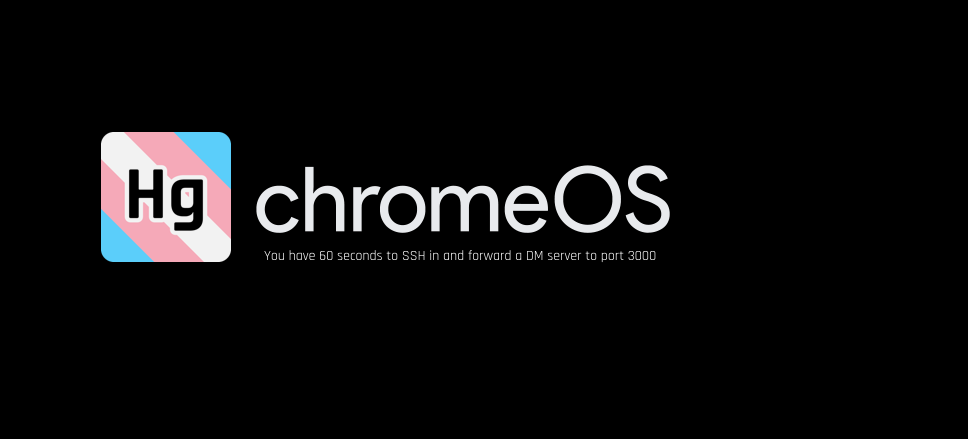 Hg
chromeOS
You have 60 seconds to SSH in and forward a DM server to port 3000